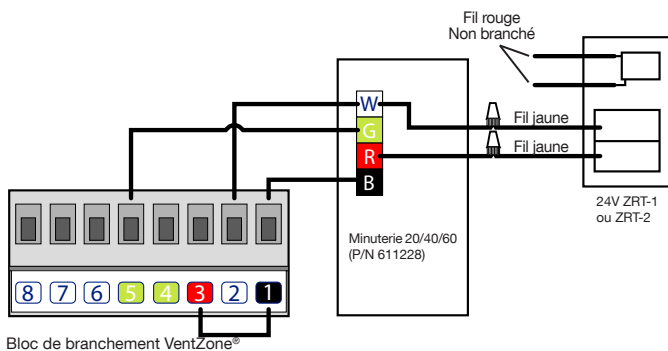 Fil rouge
Non branché
W
G
R
B
Fil jaune
Fil jaune
24V ZRT-1
ou ZRT-2
Minuterie 20/40/60
(P/N 611228)
8 7 6 5 4 3 2 1
Bloc de branchement VentZone®